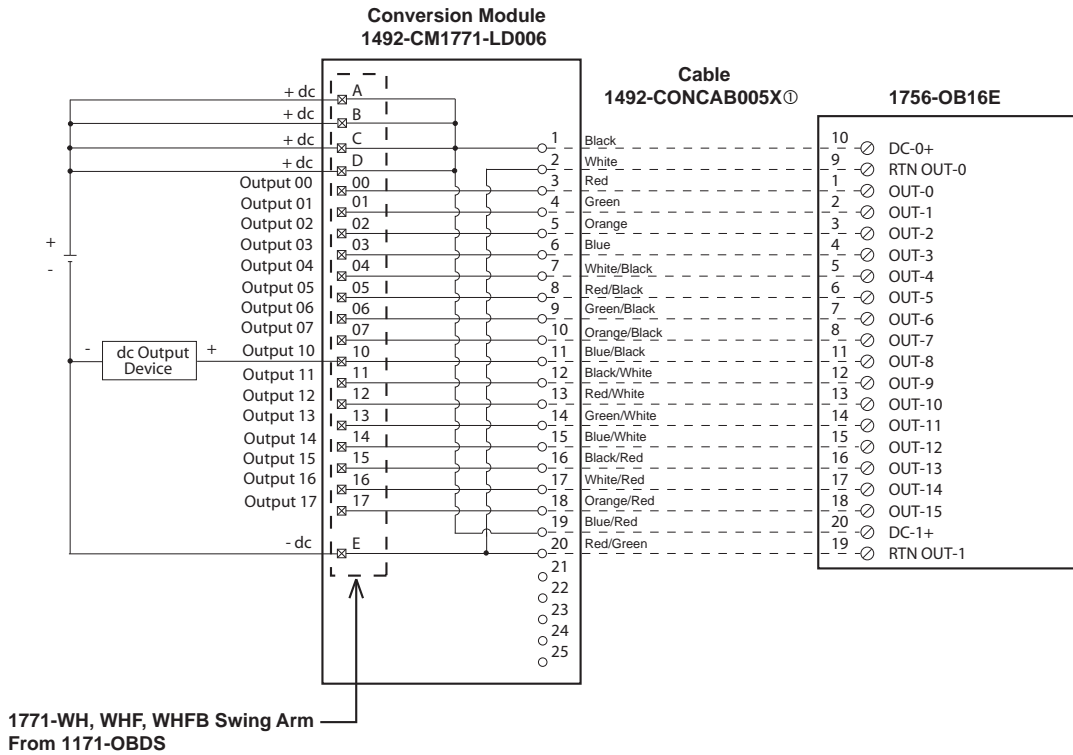 Conversion Module
1492-CM1771-LD006
Cable
1492-CONCAB005X①
1756-OB16E
+ dc A
+ dc B
+ dc C
+ dc D
Output 00 00
Output 01 01
Output 02 02
Output 03 03
Output 04 04
Output 05 05
Output 06 06
Output 07 07
Output 10 10
Output 11 11
Output 12 12
Output 13 13
Output 14 14
Output 15 15
Output 16 16
Output 17 17
- dc E
+
-
- dc Output Device +
1 Black 10 DC-0+
2 White 9 RTN OUT-0
3 Red 1 OUT-0
4 Green 2 OUT-1
5 Orange 3 OUT-2
6 Blue 4 OUT-3
7 White/Black 5 OUT-4
8 Red/Black 6 OUT-5
9 Green/Black 7 OUT-6
10 Orange/Black 8 OUT-7
11 Blue/Black 11 OUT-8
12 Black/White 12 OUT-9
13 Red/White 13 OUT-10
14 Green/White 14 OUT-11
15 Blue/White 15 OUT-12
16 Black/Red 16 OUT-13
17 White/Red 17 OUT-14
18 Orange/Red 18 OUT-15
19 Blue/Red 20 DC-1+
20 Red/Green 19 RTN OUT-1
21
22
23
24
25
1771-WH, WHF, WHFB Swing Arm
From 1171-OBDS